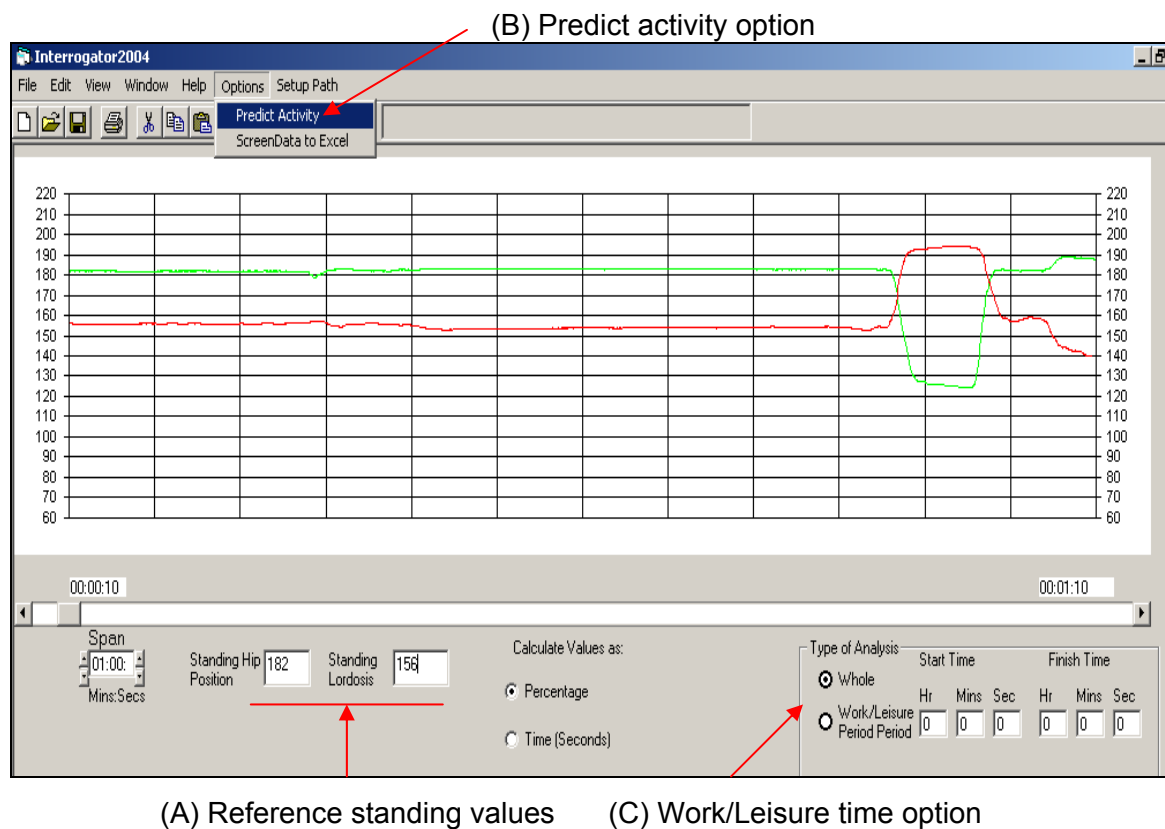 (B) Predict activity option
Interrogator2004
File Edit View Window Help Options Setup Path
Predict Activity
ScreenData to Excel
220 220
210 210
200 200
190 190
180 180
170 170
160 160
150 150
140 140
130 130
120 120
110 110
100 100
90 90
80 80
70 70
60 60
00:00:10 00:01:10
Span
01:00:
Mins:Secs
Standing Hip Position 182
Standing Lordosis 156
Calculate Values as:
Percentage
Time (Seconds)
Type of Analysis
Whole
Work/Leisure
Period Period
Start Time Finish Time
Hr Mins Sec Hr Mins Sec
0 0 0 0 0 0
(A) Reference standing values (C) Work/Leisure time option